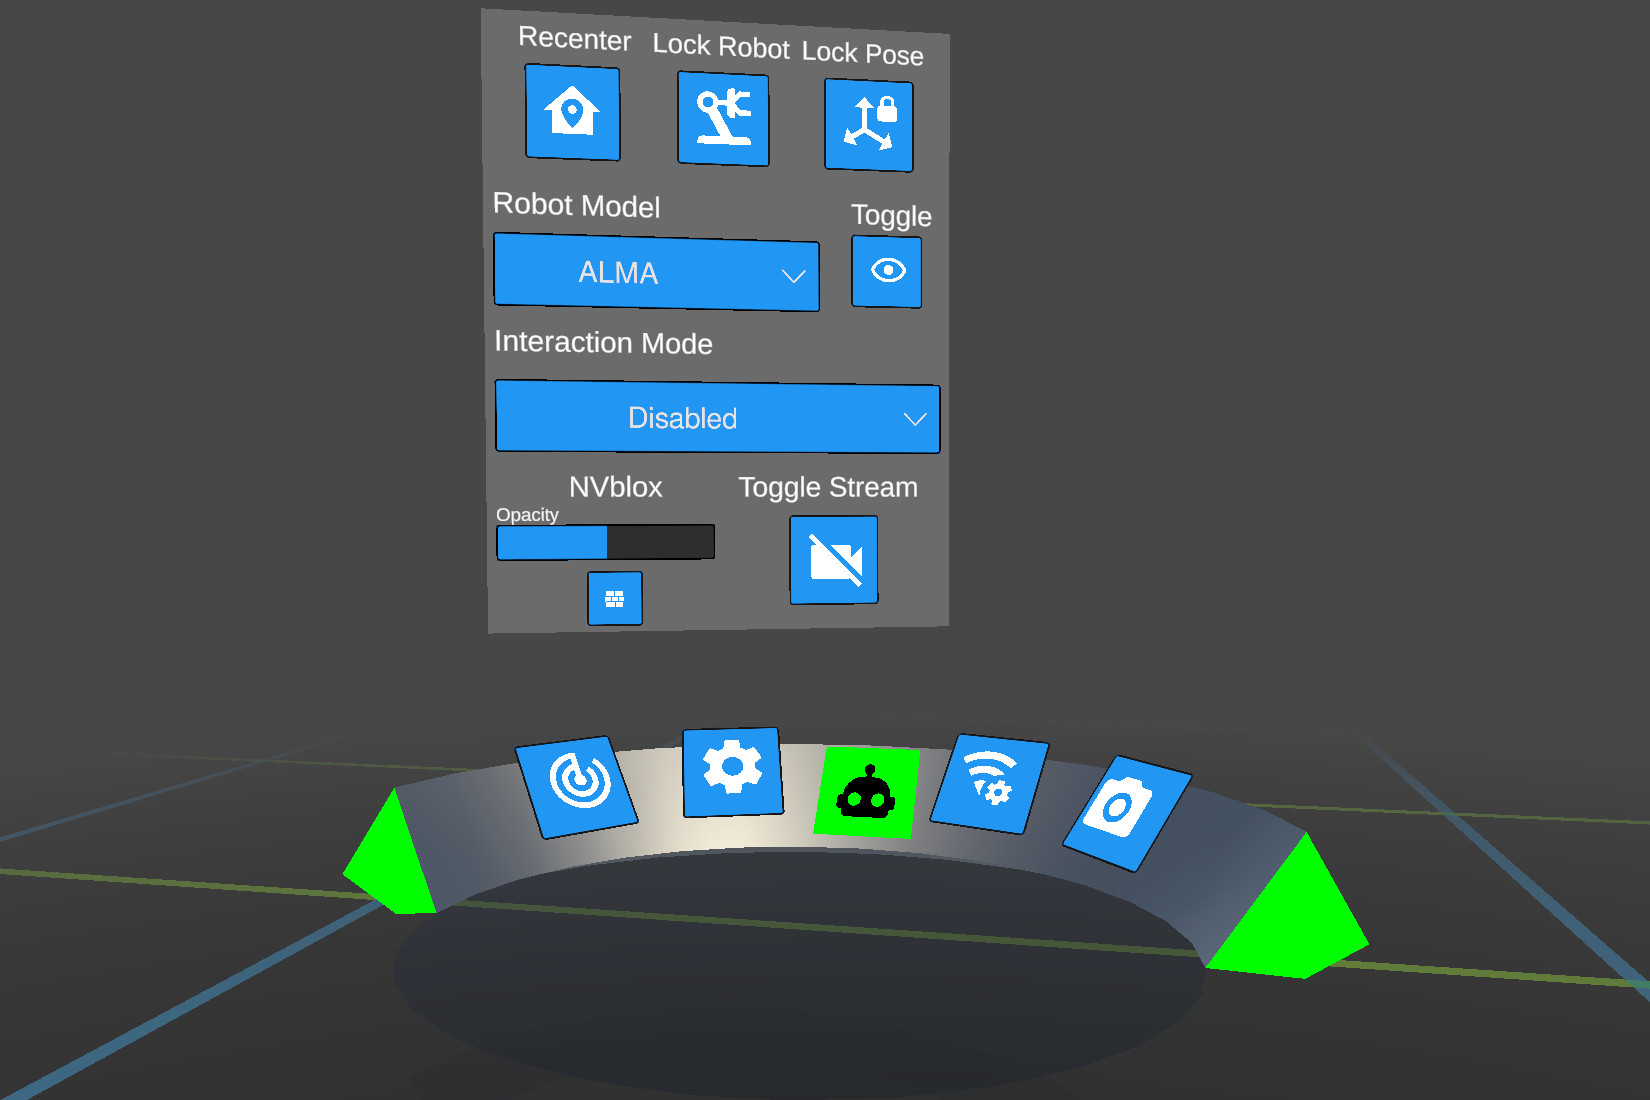 Recenter Lock Robot Lock Pose
Robot Model Toggle
ALMA
Interaction Mode
Disabled
NVblox Toggle Stream
Opacity